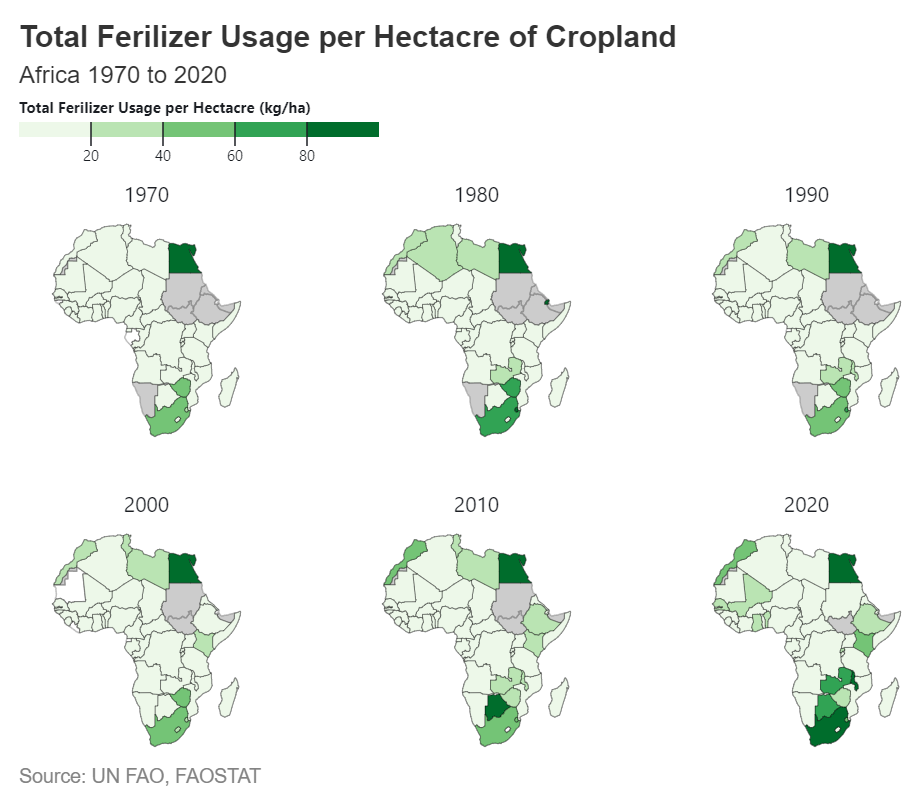 Total Ferilizer Usage per Hectacre of Cropland
Africa 1970 to 2020
Total Ferilizer Usage per Hectacre (kg/ha)
20 40 60 80
1970 1980 1990
2000 2010 2020
Source: UN FAO, FAOSTAT